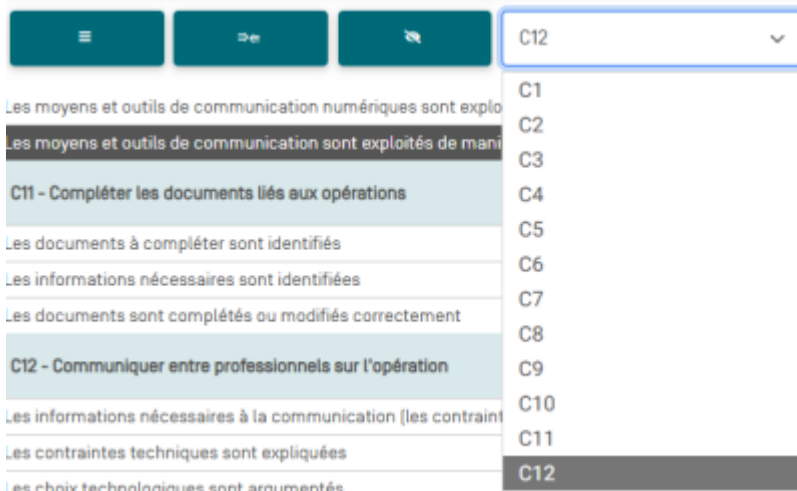 C12
C1
C2
C3
C4
C5
C6
C7
C8
C9
C10
C11
C12
Les moyens et outils de communication numériques sont explo
Les moyens et outils de communication sont exploités de mani
C11 - Compléter les documents liés aux opérations
Les documents à compléter sont identifiés
Les informations nécessaires sont identifiées
Les documents sont complétés ou modifiés correctement
C12 - Communiquer entre professionnels sur l'opération
Les informations nécessaires à la communication (les contraint
Les contraintes techniques sont expliquées
Les choix technologiques sont argumentés